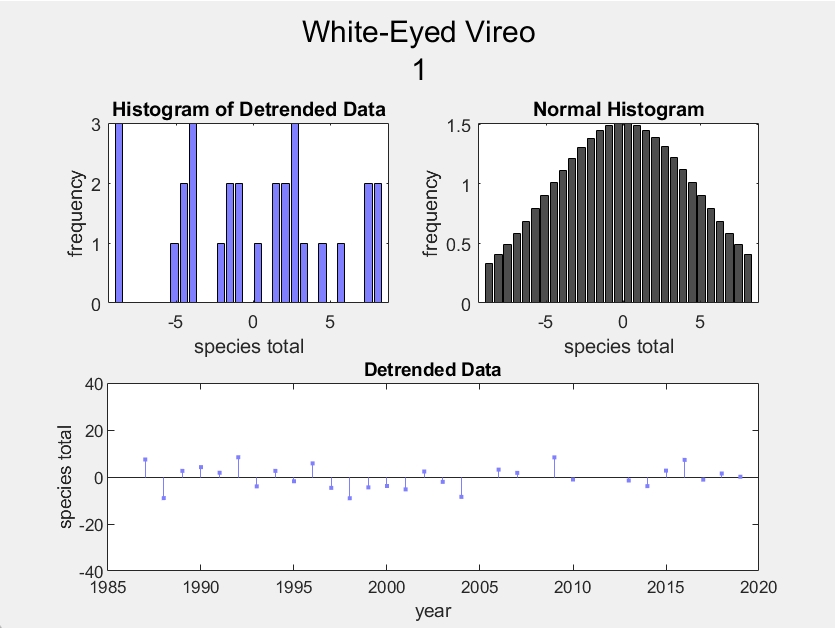 White-Eyed Vireo
1
Histogram of Detrended Data
3
2
1
0
frequency
-5 0 5
species total
Normal Histogram
1.5
1
0.5
0
frequency
-5 0 5
species total
Detrended Data
40
20
0
-20
-40
species total
1985 1990 1995 2000 2005 2010 2015 2020
year